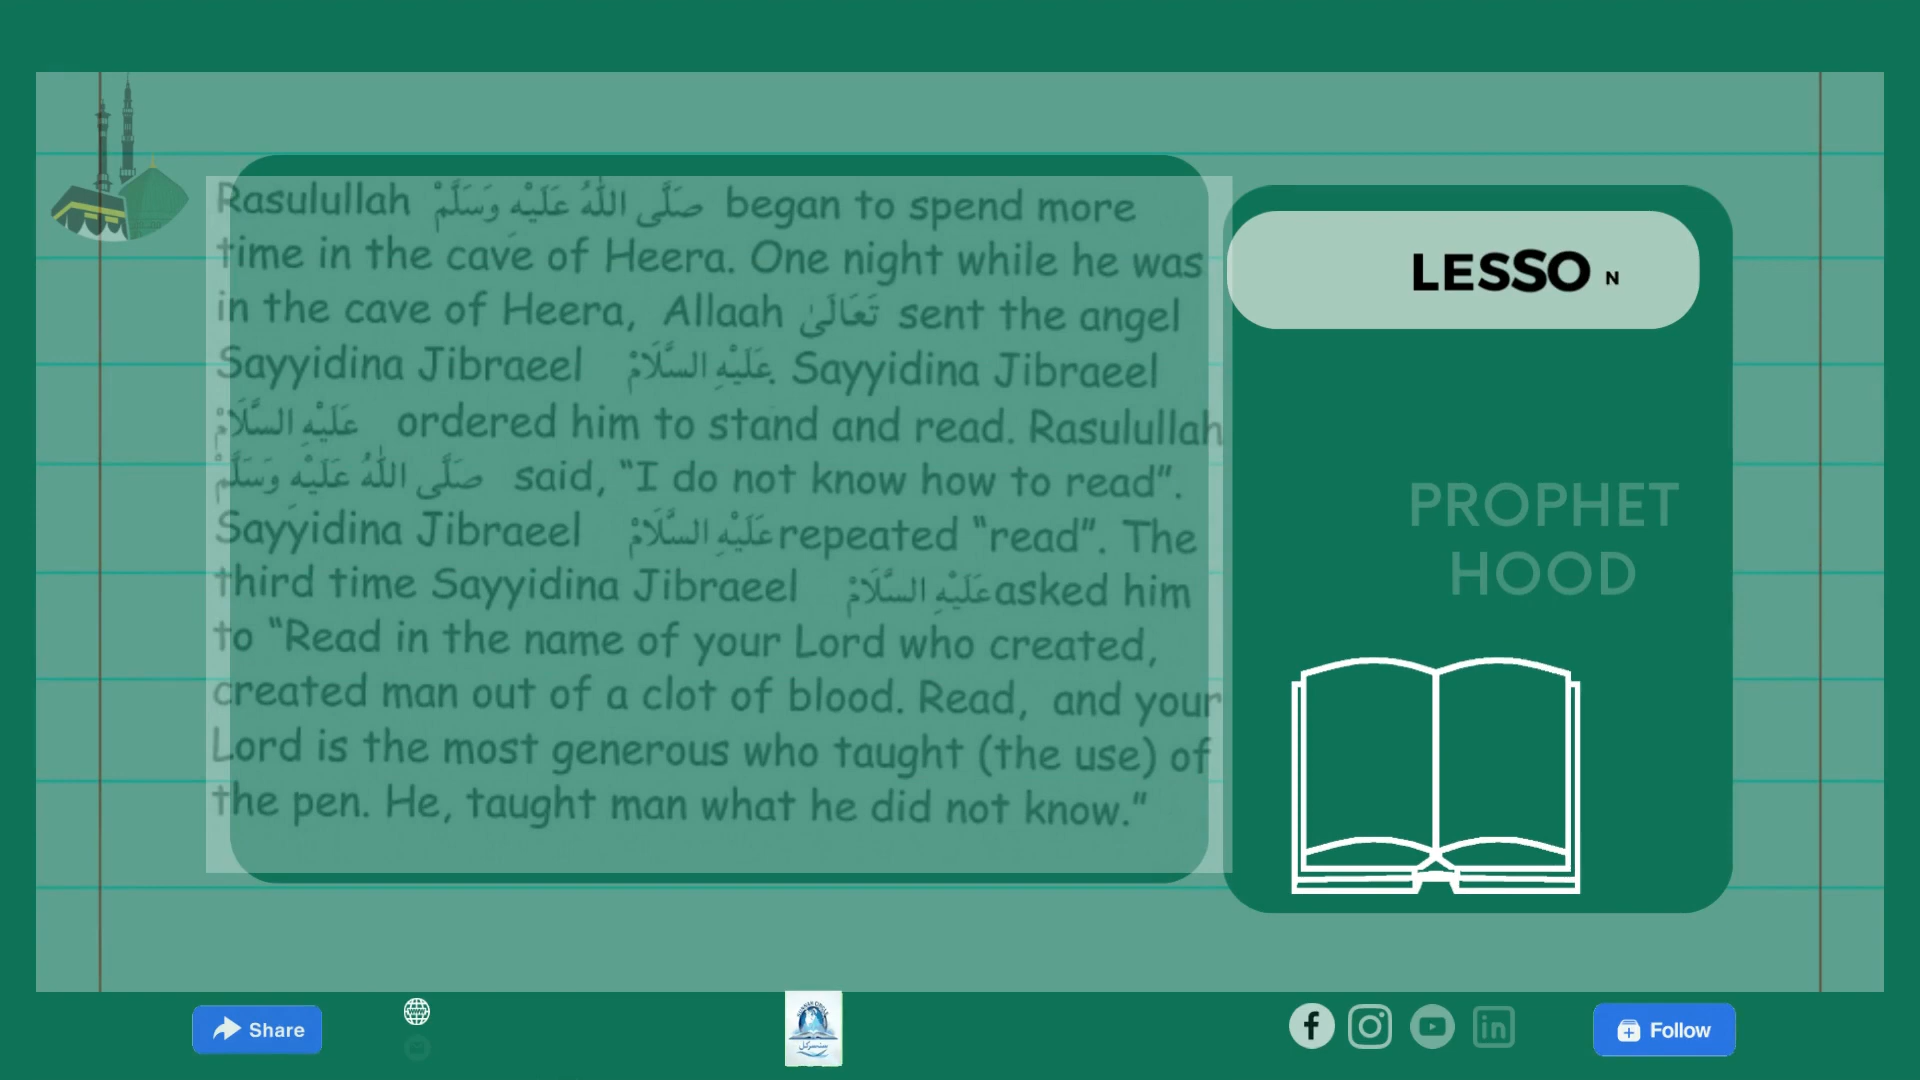 Rasulullah صَلَّى اللّٰهُ عَلَيْهِ وَسَلَّمْ began to spend more
time in the cave of Heera. One night while he was
in the cave of Heera, Allaah تَعَالَىٰ sent the angel
Sayyidina Jibraeel عَلَيْهِ السَّلَامْ. Sayyidina Jibraeel
عَلَيْهِ السَّلَامْ ordered him to stand and read. Rasulullah
صَلَّى اللّٰهُ عَلَيْهِ وَسَلَّمْ said, “I do not know how to read”.
Sayyidina Jibraeel عَلَيْهِ السَّلَامْ repeated “read”. The
third time Sayyidina Jibraeel عَلَيْهِ السَّلَامْ asked him
to “Read in the name of your Lord who created,
created man out of a clot of blood. Read, and your
Lord is the most generous who taught (the use) of
the pen. He, taught man what he did not know.”
LESSO N
PROPHET
HOOD
Share
Follow